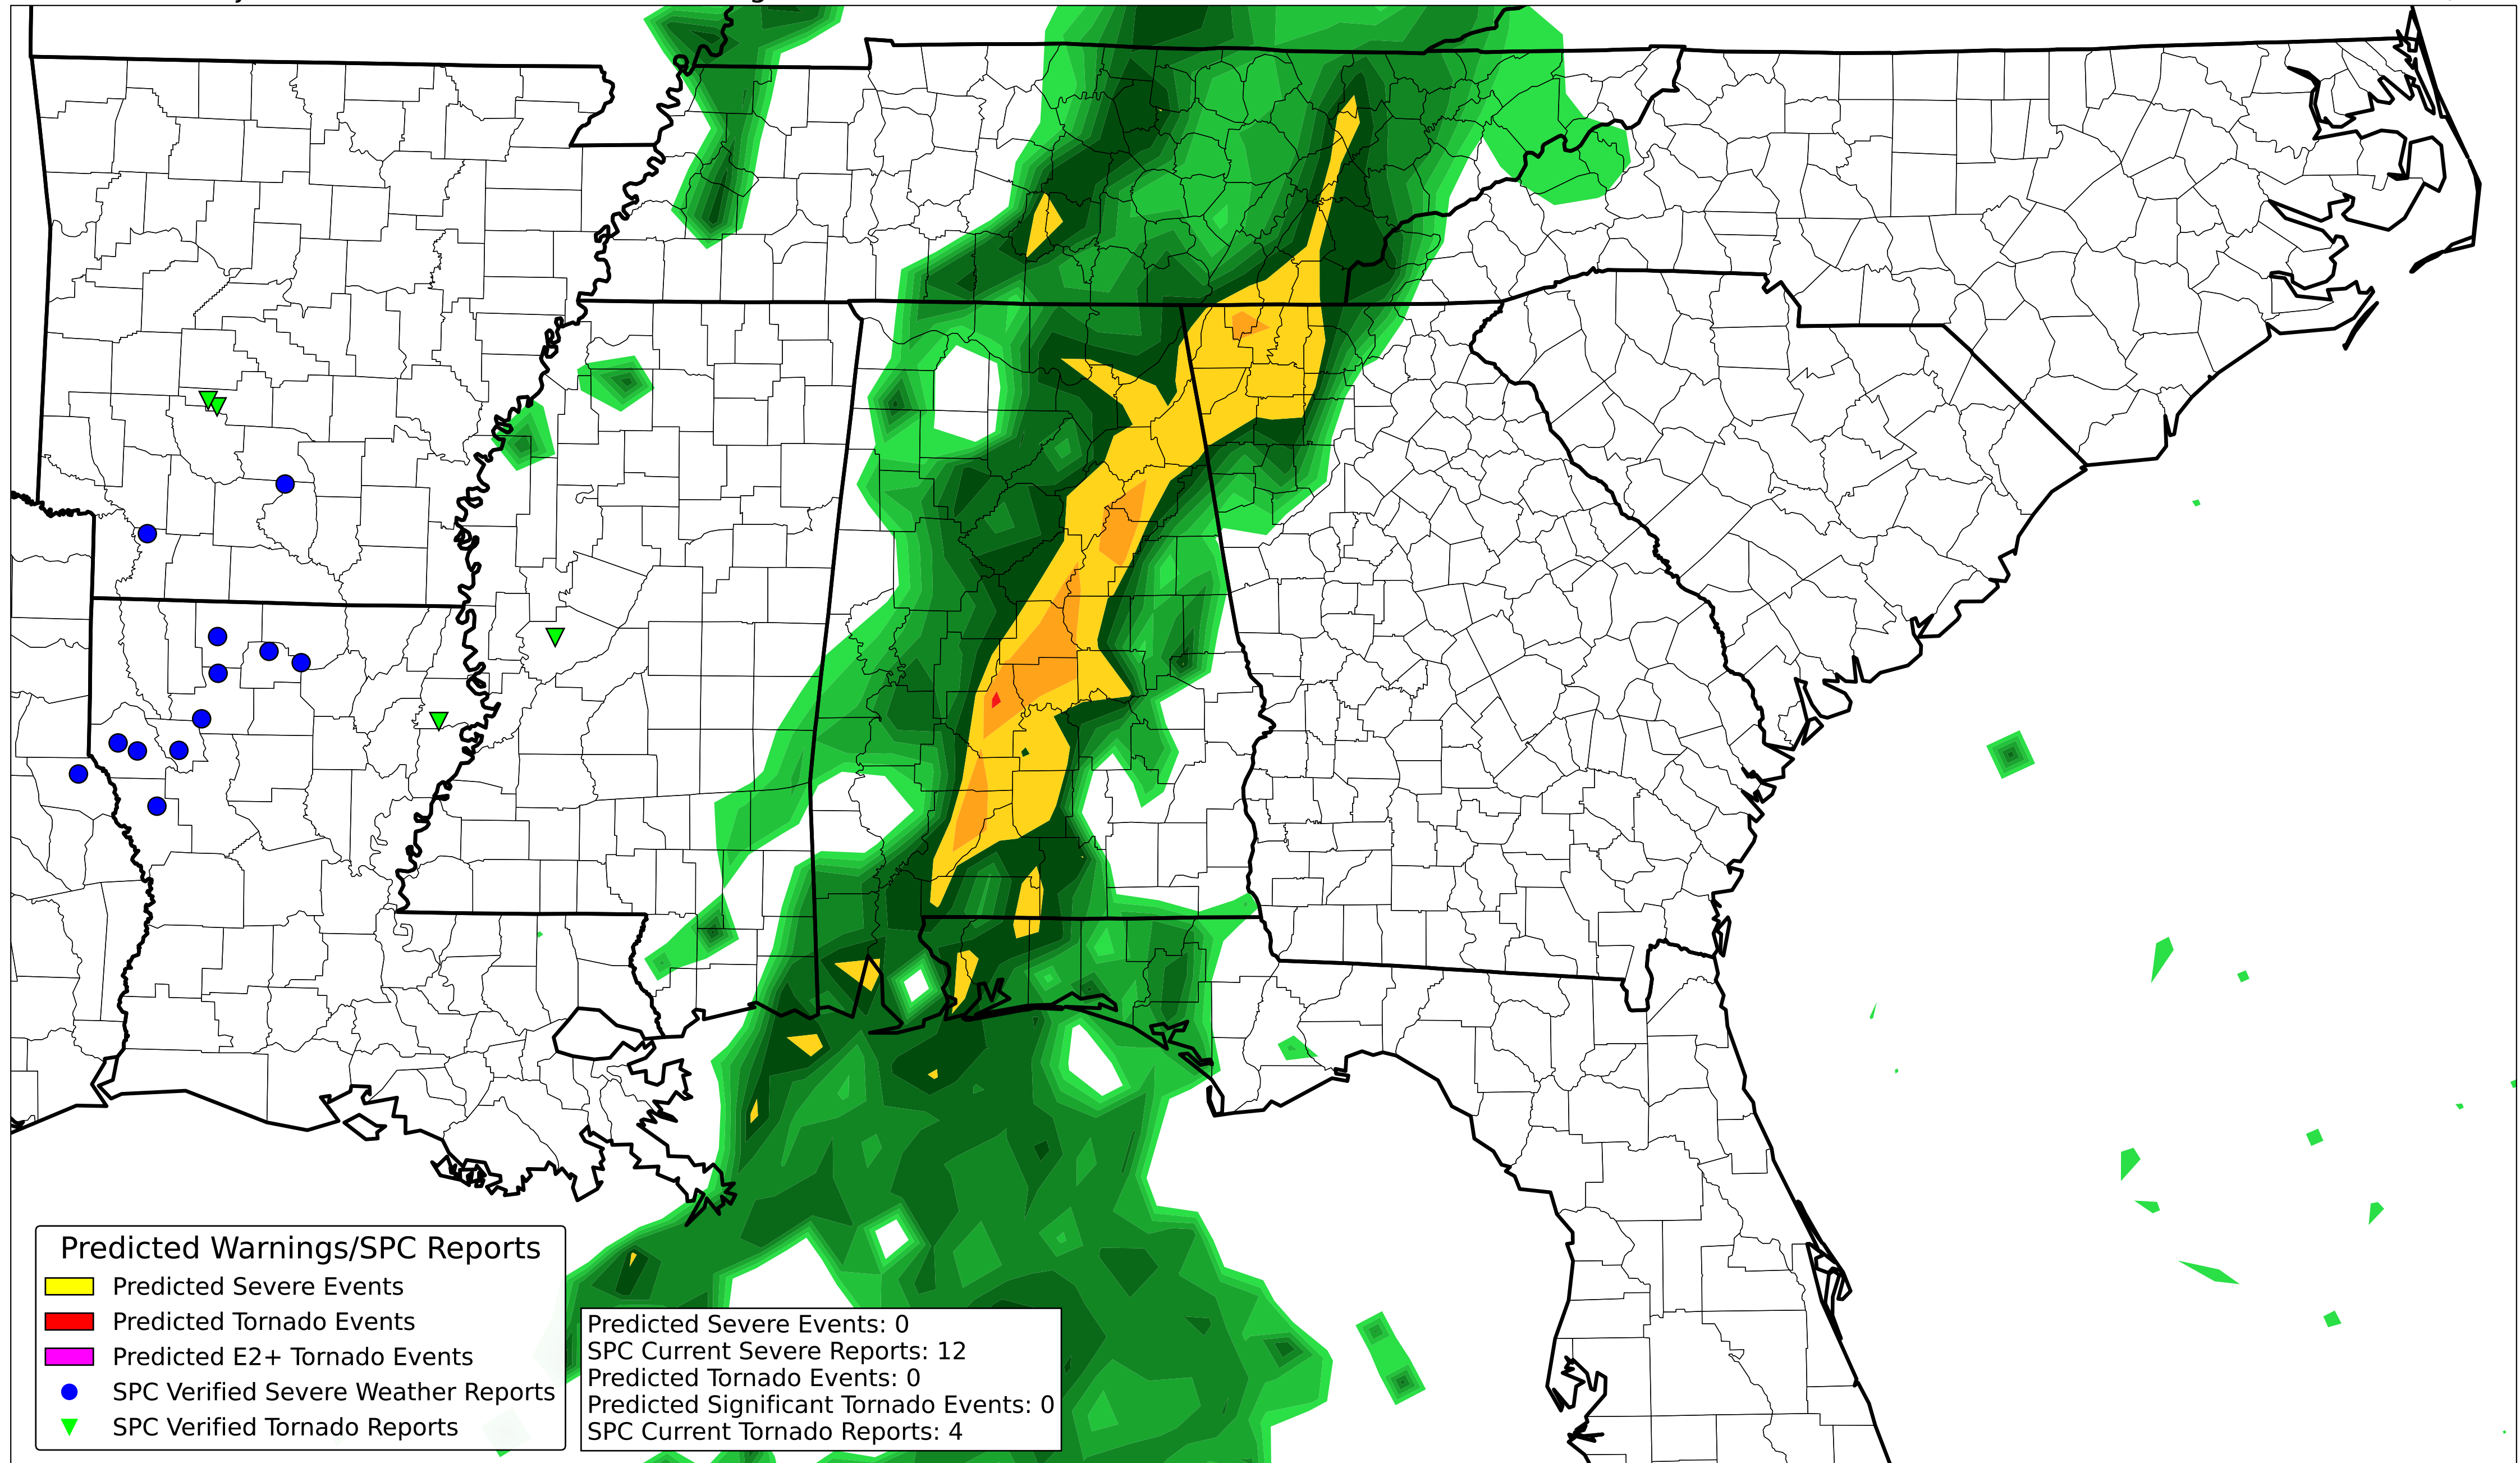 Predicted Warnings/SPC Reports
Predicted Severe Events
Predicted Tornado Events
Predicted E2+ Tornado Events
SPC Verified Severe Weather Reports
SPC Verified Tornado Reports
Predicted Severe Events: 0
SPC Current Severe Reports: 12
Predicted Tornado Events: 0
Predicted Significant Tornado Events: 0
SPC Current Tornado Reports: 4